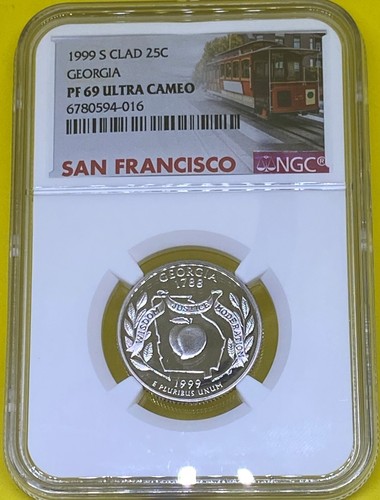 1999 S CLAD 25C
GEORGIA
PF 69 ULTRA CAMEO
6780594-016
SAN FRANCISCO
NGC®
GEORGIA
1788
WISDOM JUSTICE MODERATION
1999
E PLURIBUS UNUM